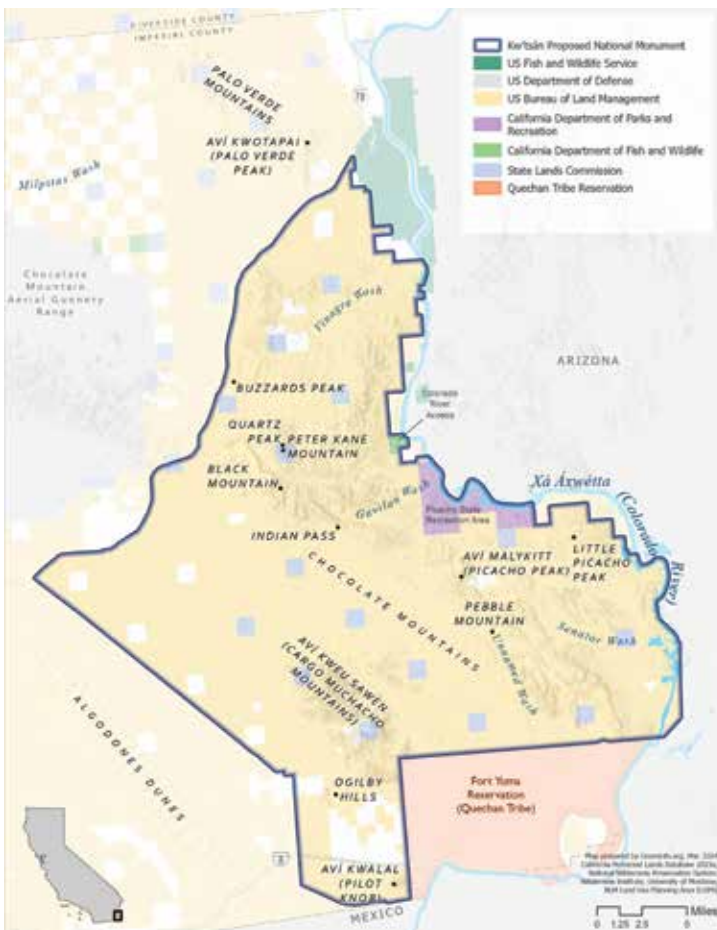 RIVERSIDE COUNTY
IMPERIAL COUNTY
Kw'tsán Proposed National Monument
US Fish and Wildlife Service
US Department of Defense
US Bureau of Land Management
California Department of Parks and
Recreation
California Department of Fish and Wildlife
State Lands Commission
Quechan Tribe Reservation
PALO VERDE
MOUNTAINS
78
AVÍ KWOTAPAI
(PALO VERDE
PEAK)
Milpitas Wash
Chocolate
Mountain
Aerial Gunnery
Range
Vinagre Wash
ARIZONA
BUZZARDS PEAK
Colorado
River
Access
QUARTZ
PEAK
PETER KANE
MOUNTAIN
BLACK
MOUNTAIN
Gavilan Wash
Picacho State
Recreation Area
Xá Áxwétta
(Colorado
River)
INDIAN PASS
AVÍ MALYKITT
(PICACHO PEAK)
LITTLE
PICACHO
PEAK
CHOCOLATE MOUNTAINS
PEBBLE
MOUNTAIN
Senator Wash
Unnamed Wash
AVÍ KWEU SAWEN
(CARGO MUCHACHO
MOUNTAINS)
ALGODONES DUNES
OGILBY
HILLS
Fort Yuma
Reservation
(Quechan Tribe)
8
AVÍ KWALAL
(PILOT
KNOB)
MEXICO
0 1.25 2.5
Miles